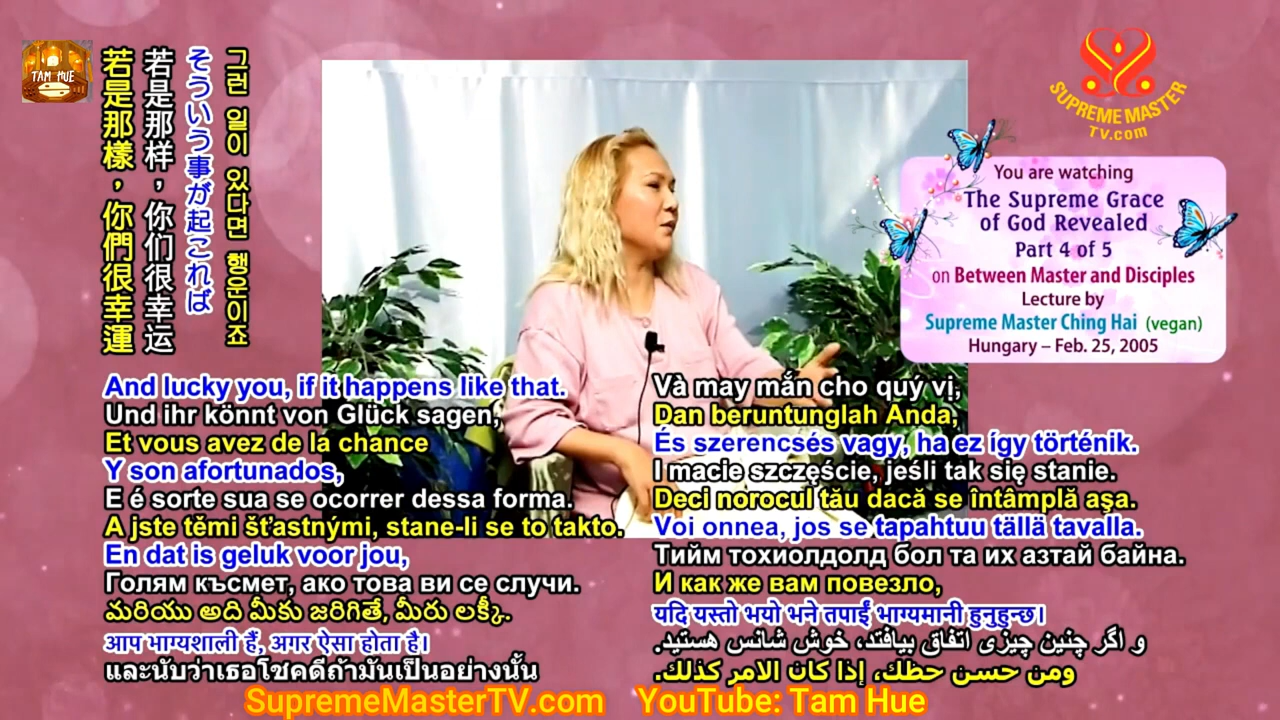 TAM HUE
若是那樣，你們很幸運
若是那样，你们很幸运
そういう事が起これば
그런 일이 있다면 행운이죠
SUPREME MASTER
TV.com
You are watching
The Supreme Grace
of God Revealed
Part 4 of 5
on Between Master and Disciples
Lecture by
Supreme Master Ching Hai (vegan)
Hungary – Feb. 25, 2005
And lucky you, if it happens like that.
Und ihr könnt von Glück sagen,
Et vous avez de la chance
Y son afortunados,
E é sorte sua se ocorrer dessa forma.
A jste těmi šťastnými, stane-li se to takto.
En dat is geluk voor jou,
Голям късмет, ако това ви се случи.
మరియు అది మీకు జరిగితే, మీరు లక్కీ.
आप भाग्यशाली हैं, अगर ऐसा होता है।
และนับว่าเธอโชคดีถ้ามันเป็นอย่างนั้น
Và may mắn cho quý vị,
Dan beruntunglah Anda,
És szerencsés vagy, ha ez így történik.
I macie szczęście, jeśli tak się stanie.
Deci norocul tău dacă se întâmplă aşa.
Voi onnea, jos se tapahtuu tällä tavalla.
Тийм тохиолдолд бол та их азтай байна.
И как же вам повезло,
यदि यस्तो भयो भने तपाईं भाग्यमानी हुनुहुन्छ।
و اگر چنین چیزی اتفاق بیافتد، خوش شانس هستید.
ومن حسن حظك، إذا كان الامر كذلك.
SupremeMasterTV.com YouTube: Tam Hue